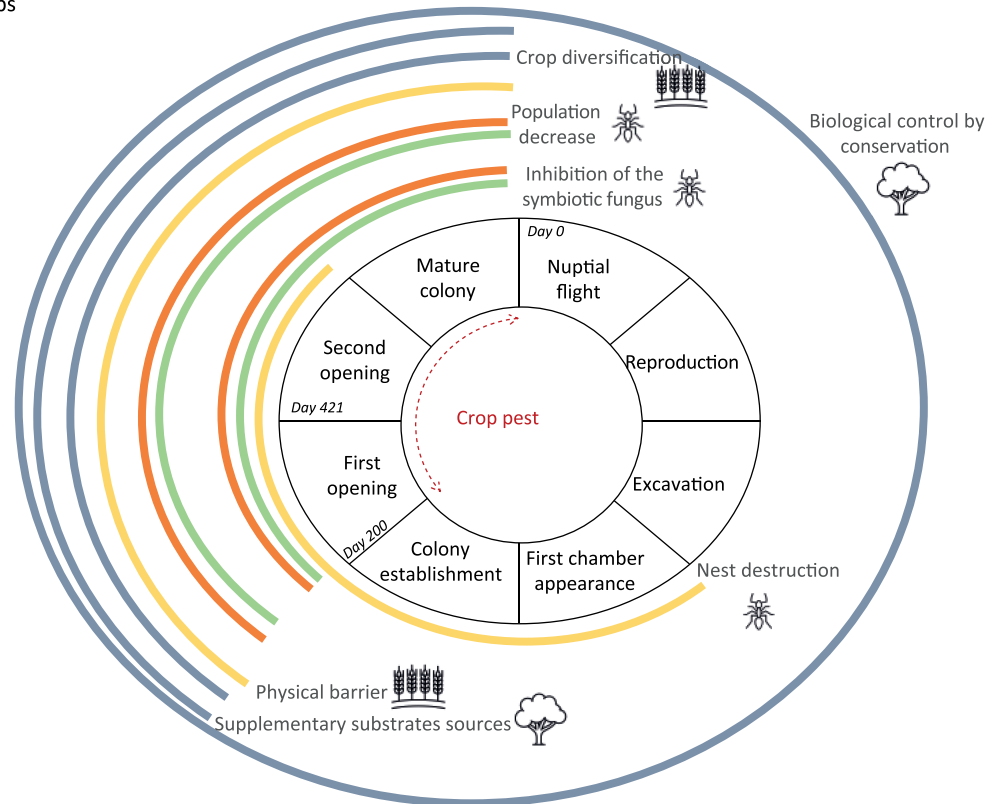 Crop diversification
Population
decrease
Biological control by
conservation
Inhibition of the
symbiotic fungus
Day 0
Nuptial
flight
Mature
colony
Reproduction
Second
opening
Day 421
Crop pest
First
opening
Excavation
Day 200
Colony
establishment
First chamber
appearance
Nest destruction
Physical barrier
Supplementary substrates sources